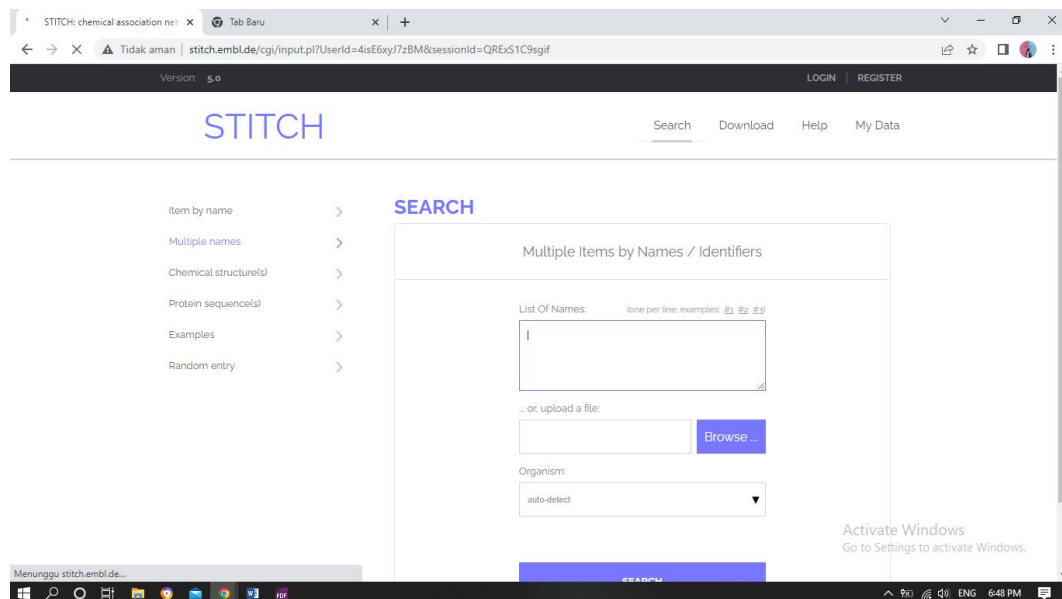 STITCH: chemical association net
Tab Baru
Tidak aman
stitch.embl.de/cgi/input.pl?UserId=4isE6xyJ7zBM&sessionId=QRExS1C9sgif
Version: 5.0
LOGIN | REGISTER
STITCH
Search Download Help My Data
Item by name
Multiple names
Chemical structure(s)
Protein sequence(s)
Examples
Random entry
SEARCH
Multiple Items by Names / Identifiers
List Of Names: (one per line; examples: #1 #2 #3)
... or, upload a file:
Browse ...
Organism:
auto-detect
SEARCH
Activate Windows
Go to Settings to activate Windows.
Menunggu stitch.embl.de...
ENG 6:48 PM